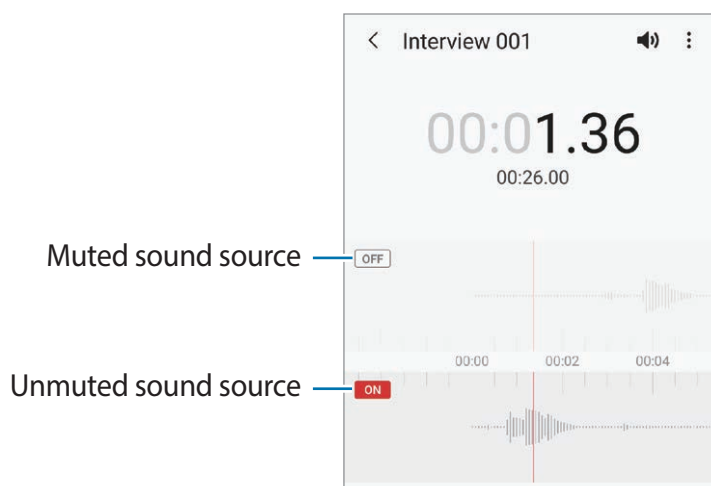 Interview 001
00:01.36
00:26.00
Muted sound source
OFF
00:00 00:02 00:04
Unmuted sound source
ON